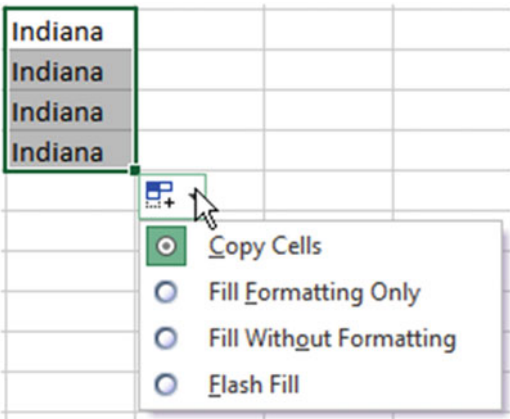 Indiana
Indiana
Indiana
Indiana
Copy Cells
Fill Formatting Only
Fill Without Formatting
Flash Fill